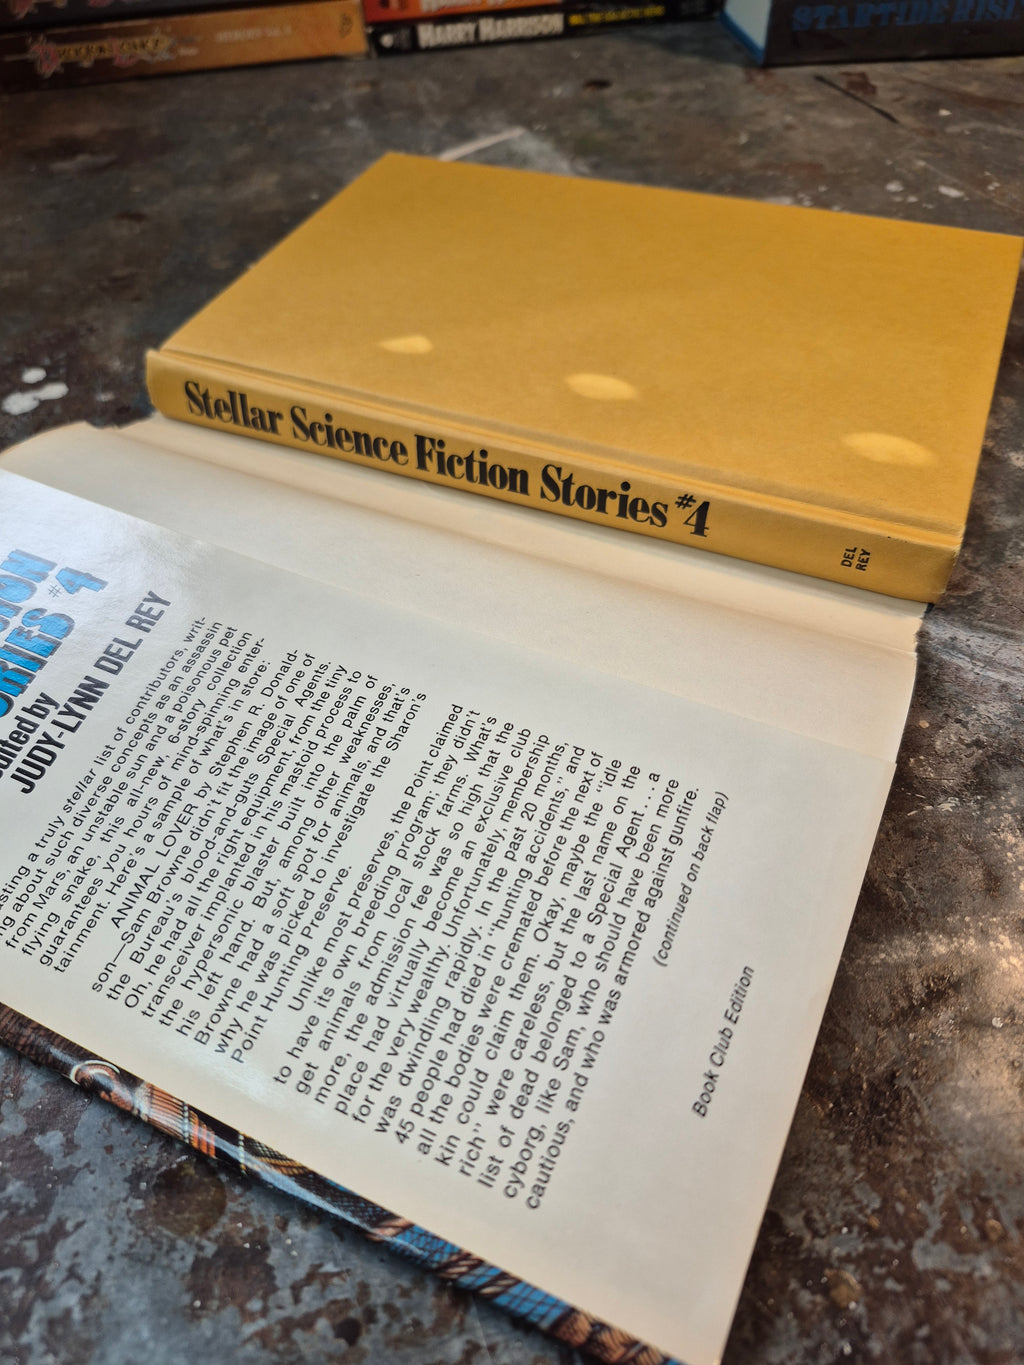 HARRY HARRISON
STARTIDE RISI
Stellar Science Fiction Stories #4
DEL
REY
ION
ORIES #4
edited by
JUDY-LYNN DEL REY
sting a truly stellar list of contributors, writ-
ng about such diverse concepts as an assassin
from Mars, an unstable sun and a poisonous pet
flying snake, this all-new, 6-story collection
guarantees you hours of mind-spinning enter-
tainment. Here's a sample of what's in store:
ANIMAL LOVER by Stephen R. Donald-
son—Sam Browne didn't fit the image of one of
the Bureau's blood-and-guts Special Agents.
Oh, he had all the right equipment, from the tiny
transceiver implanted in his mastoid process to
the hypersonic blaster built into the palm of
his left hand. But, among other weaknesses,
Browne had a soft spot for animals, and that's
why he was picked to investigate the Sharon's
Point Hunting Preserve.
Unlike most preserves, the Point claimed
to have its own breeding program; they didn't
get animals from local stock farms. What's
more, the admission fee was so high that the
place had virtually become an exclusive club
for the very wealthy. Unfortunately, membership
was dwindling rapidly. In the past 20 months,
45 people had died in "hunting accidents," and
all the bodies were cremated before the next of
kin could claim them. Okay, maybe the "idle
rich" were careless, but the last name on the
list of dead belonged to a Special Agent . . . a
cyborg, like Sam, who should have been more
cautious, and who was armored against gunfire.
(continued on back flap)
Book Club Edition